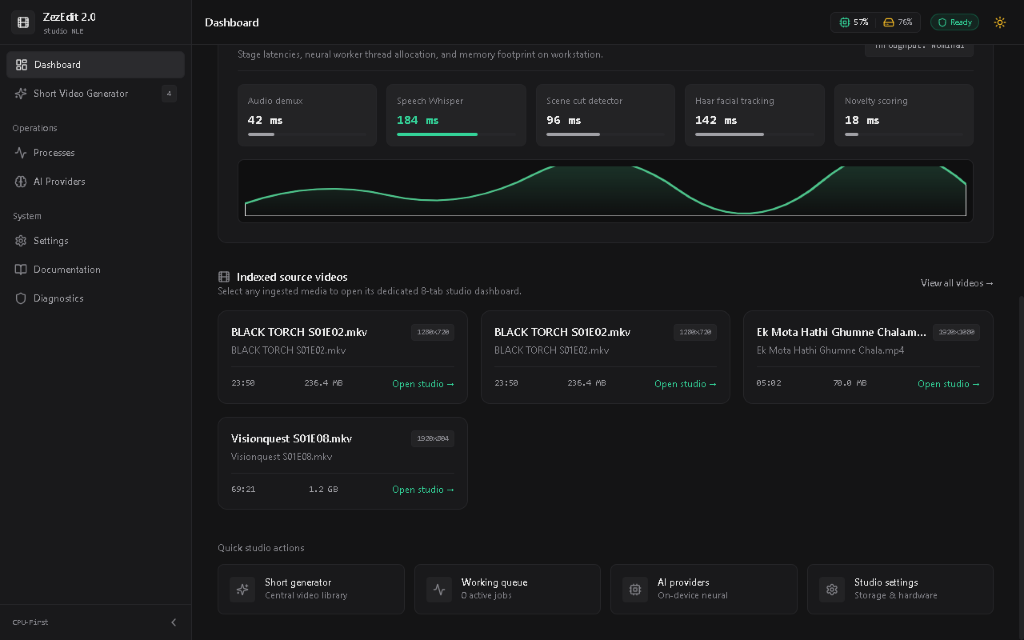 ZezEdit 2.0
Studio NLE
Dashboard
57%
76%
Ready
Dashboard
Short Video Generator
4
Operations
Processes
AI Providers
System
Settings
Documentation
Diagnostics
CPU-First
Stage latencies, neural worker thread allocation, and memory footprint on workstation.
Throughput: Nominal
Audio demux
42 ms
Speech Whisper
184 ms
Scene cut detector
96 ms
Haar facial tracking
142 ms
Novelty scoring
18 ms
Indexed source videos
Select any ingested media to open its dedicated 8-tab studio dashboard.
View all videos →
BLACK TORCH S01E02.mkv
1280×720
BLACK TORCH S01E02.mkv
23:50
236.4 MB
Open studio →
BLACK TORCH S01E02.mkv
1280×720
BLACK TORCH S01E02.mkv
23:50
236.4 MB
Open studio →
Ek Mota Hathi Ghumne Chala.m...
1920×1080
Ek Mota Hathi Ghumne Chala.mp4
05:02
70.0 MB
Open studio →
Visionquest S01E08.mkv
1920×804
Visionquest S01E08.mkv
69:21
1.2 GB
Open studio →
Quick studio actions
Short generator
Central video library
Working queue
0 active jobs
AI providers
On-device neural
Studio settings
Storage & hardware